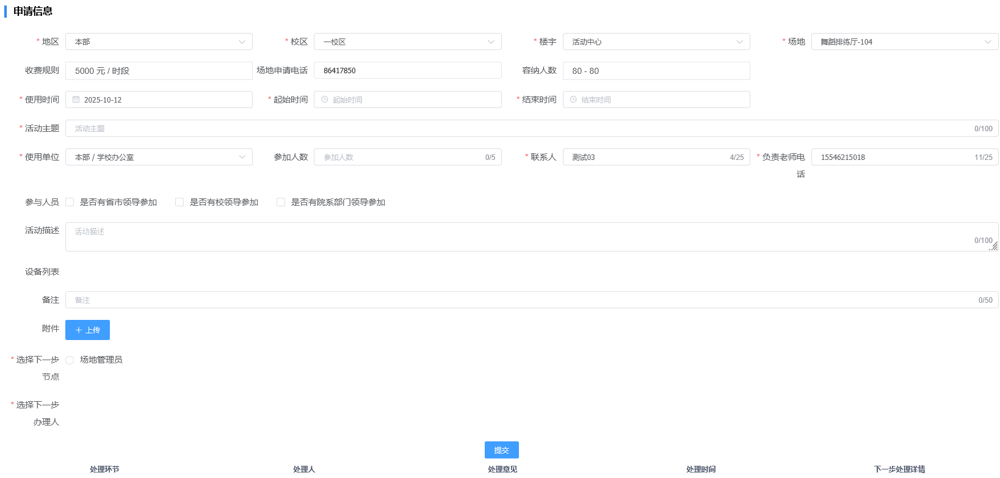 申请信息
* 地区 本部 * 校区 一校区 * 楼宇 活动中心 * 场地 舞蹈排练厅-104
收费规则 5000 元 / 时段 场地申请电话 86417850 容纳人数 80 - 80
* 使用时间 2025-10-12 * 起始时间 起始时间 * 结束时间 结束时间
* 活动主题 活动主题 0/100
* 使用单位 本部 / 学校办公室 参加人数 参加人数 0/5 * 联系人 测试03 4/25 * 负责老师电 15546215018 11/25
话
参与人员 是否有省市领导参加 是否有校领导参加 是否有院系部门领导参加
活动描述 活动描述
0/100
设备列表
备注 备注 0/50
附件 + 上传
* 选择下一步 场地管理员
节点
* 选择下一步
办理人
提交
处理环节 处理人 处理意见 处理时间 下一步处理详情